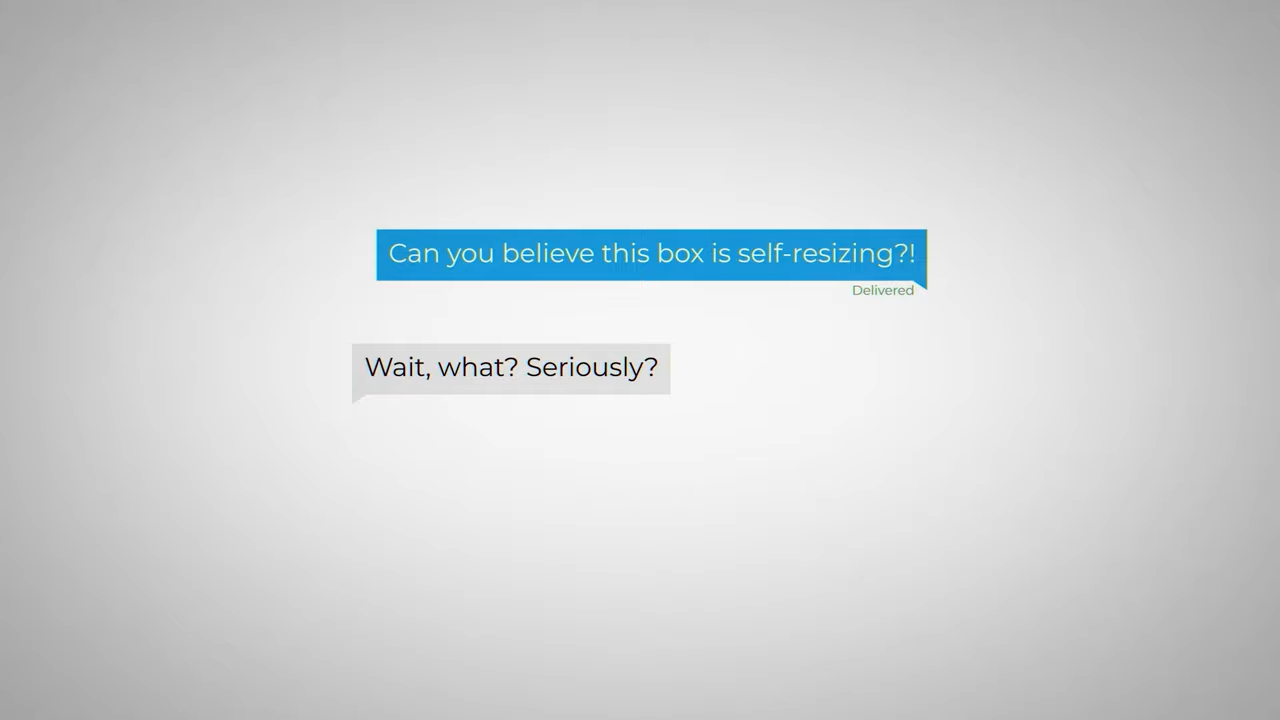 Can you believe this box is self-resizing?!
Delivered
Wait, what? Seriously?